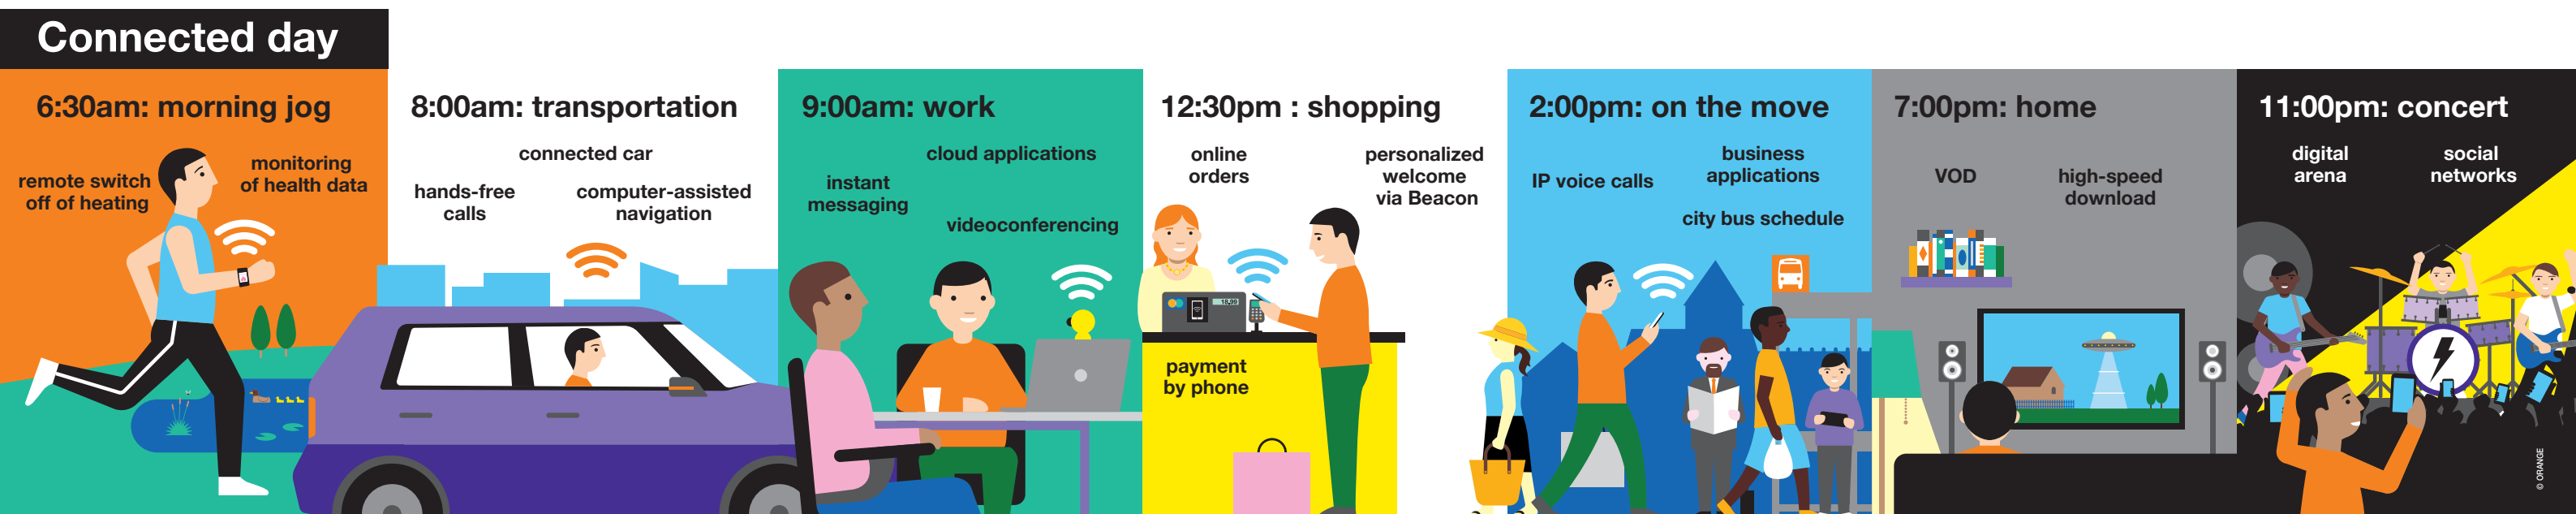 Connected day
6:30am: morning jog
remote switch
off of heating
monitoring
of health data
8:00am: transportation
connected car
hands-free
calls
computer-assisted
navigation
9:00am: work
cloud applications
instant
messaging
videoconferencing
12:30pm : shopping
online
orders
personalized
welcome
via Beacon
payment
by phone
2:00pm: on the move
IP voice calls
business
applications
city bus schedule
7:00pm: home
VOD
high-speed
download
11:00pm: concert
digital
arena
social
networks
© ORANGE